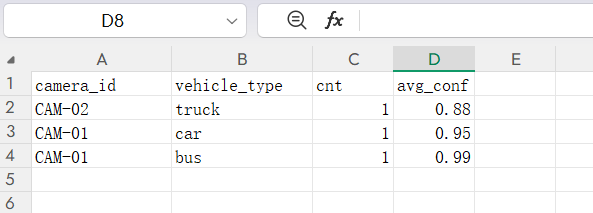 D8
fx
A B C D E
1 camera_id vehicle_type cnt avg_conf
2 CAM-02 truck 1 0.88
3 CAM-01 car 1 0.95
4 CAM-01 bus 1 0.99
5
6